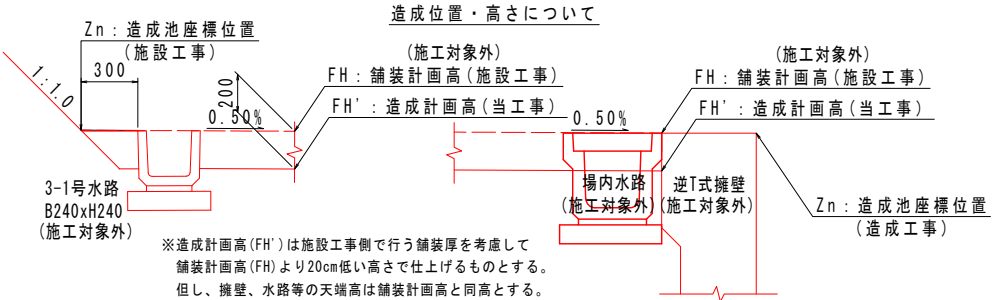 造成位置・高さについて
Zn：造成池座標位置
(施設工事)
300
1:1.0
200
0.50%
(施工対象外)
FH：舗装計画高(施設工事)
FH'：造成計画高(当工事)
0.50%
(施工対象外)
FH：舗装計画高(施設工事)
FH'：造成計画高(当工事)
3-1号水路
B240xH240
(施工対象外)
場内水路
(施工対象外)
逆T式擁壁
(施工対象外)
Zn：造成池座標位置
(造成工事)
※造成計画高(FH')は施設工事側で行う舗装厚を考慮して
舗装計画高(FH)より20cm低い高さで仕上げるものとする。
但し、擁壁、水路等の天端高は舗装計画高と同高とする。